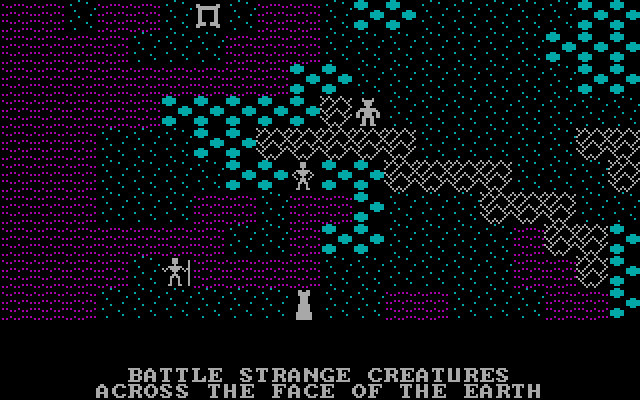 BATTLE STRANGE CREATURES
ACROSS THE FACE OF THE EARTH